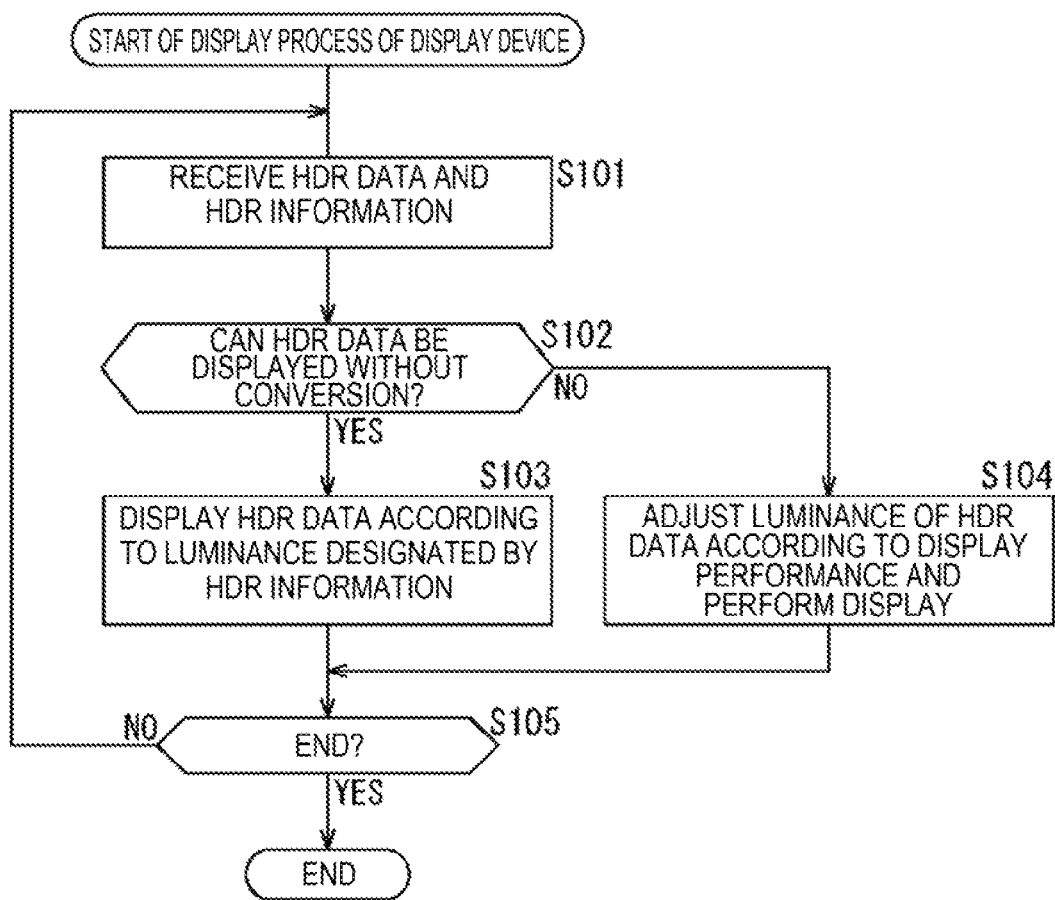 START OF DISPLAY PROCESS OF DISPLAY DEVICE
RECEIVE HDR DATA AND
HDR INFORMATION
S101
CAN HDR DATA BE
DISPLAYED WITHOUT
CONVERSION?
S102
NO
YES
S103
DISPLAY HDR DATA ACCORDING
TO LUMINANCE DESIGNATED BY
HDR INFORMATION
S104
ADJUST LUMINANCE OF HDR
DATA ACCORDING TO DISPLAY
PERFORMANCE AND
PERFORM DISPLAY
NO
END?
S105
YES
END